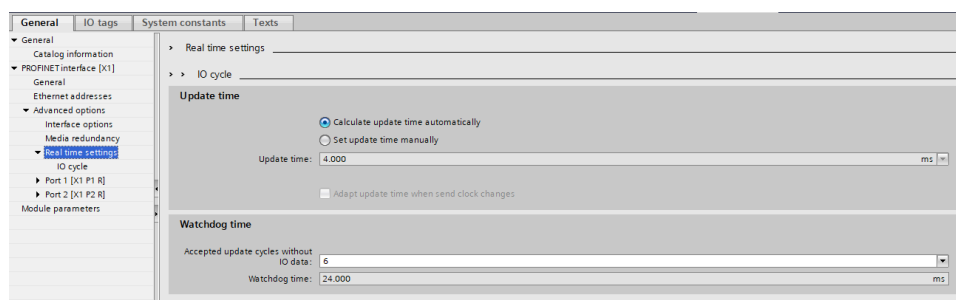 General IO tags System constants Texts
General
Catalog information
PROFINET interface [X1]
General
Ethernet addresses
Advanced options
Interface options
Media redundancy
Real time settings
IO cycle
Port 1 [X1 P1 R]
Port 2 [X1 P2 R]
Module parameters
Real time settings
IO cycle
Update time
Calculate update time automatically
Set update time manually
Update time: 4.000 ms
Adapt update time when send clock changes
Watchdog time
Accepted update cycles without
IO data: 6
Watchdog time: 24.000 ms